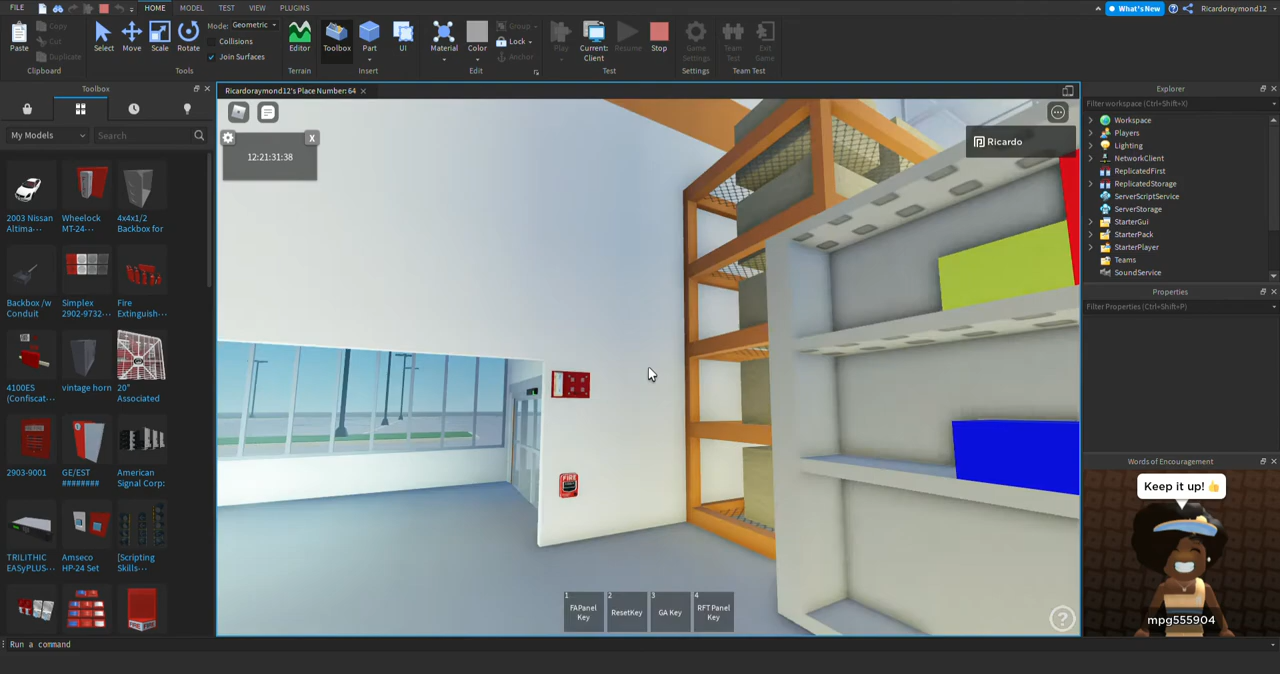 FILE
HOME
MODEL
TEST
VIEW
PLUGINS
What's New
Ricardoraymond12
Paste
Copy
Cut
Duplicate
Clipboard
Select
Move
Scale
Rotate
Mode: Geometric
Collisions
Join Surfaces
Tools
Editor
Terrain
Toolbox
Part
UI
Insert
Material
Color
Group
Lock
Anchor
Edit
Play
Current:
Client
Resume
Stop
Test
Game
Settings
Settings
Team
Test
Exit
Game
Team Test
Toolbox
My Models
Search
2003 Nissan
Altima···
Wheelock
MT-24···
4x4x1/2
Backbox for
Backbox /w
Conduit
Simplex
2902-9732···
Fire
Extinguish···
4100ES
(Confiscat···
vintage horn
20"
Associated
2903-9001
GE/EST
########
American
Signal Corp:
TRILITHIC
EASyPLUS···
Amseco
HP-24 Set
[Scripting
Skills···
Ricardoraymond12's Place Number: 64
X
12:21:31:38
Ricardo
FIRE
1
FAPanel
Key
2
ResetKey
3
GA Key
4
RFT Panel
Key
?
Explorer
Filter workspace (Ctrl+Shift+X)
Workspace
Players
Lighting
NetworkClient
ReplicatedFirst
ReplicatedStorage
ServerScriptService
ServerStorage
StarterGui
StarterPack
StarterPlayer
Teams
SoundService
Properties
Filter Properties (Ctrl+Shift+P)
Words of Encouragement
Keep it up! 👍
mpg555904
Run a command